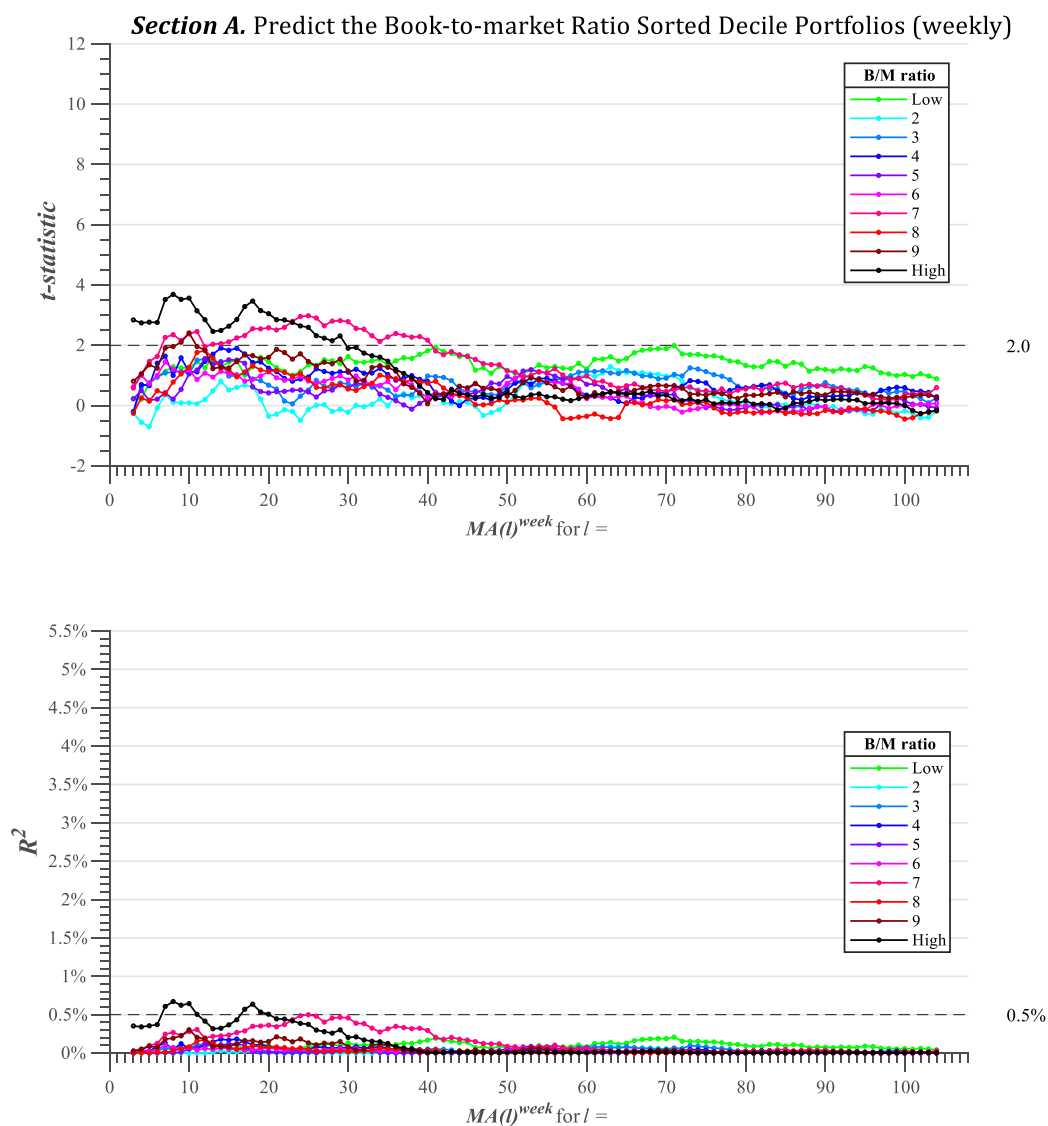 Section A. Predict the Book-to-market Ratio Sorted Decile Portfolios (weekly)
12
10
8
6
4
2
0
-2
t-statistic
2.0
B/M ratio
Low
2
3
4
5
6
7
8
9
High
0 10 20 30 40 50 60 70 80 90 100
MA(l)^week for l =
5.5%
5%
4.5%
4%
3.5%
3%
2.5%
2%
1.5%
1%
0.5%
0%
R²
0.5%
B/M ratio
Low
2
3
4
5
6
7
8
9
High
0 10 20 30 40 50 60 70 80 90 100
MA(l)^week for l =